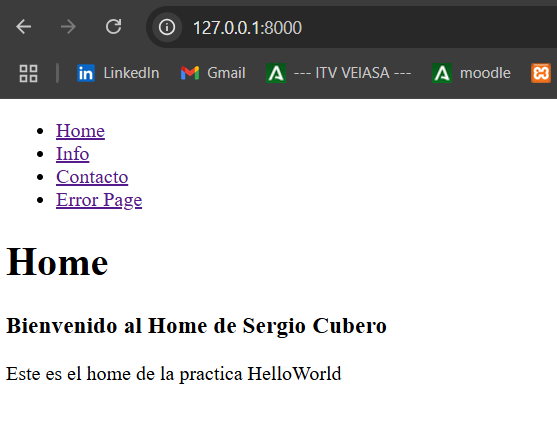 127.0.0.1:8000
LinkedIn Gmail --- ITV VEIASA --- moodle
Home
Info
Contacto
Error Page
Home
Bienvenido al Home de Sergio Cubero
Este es el home de la practica HelloWorld